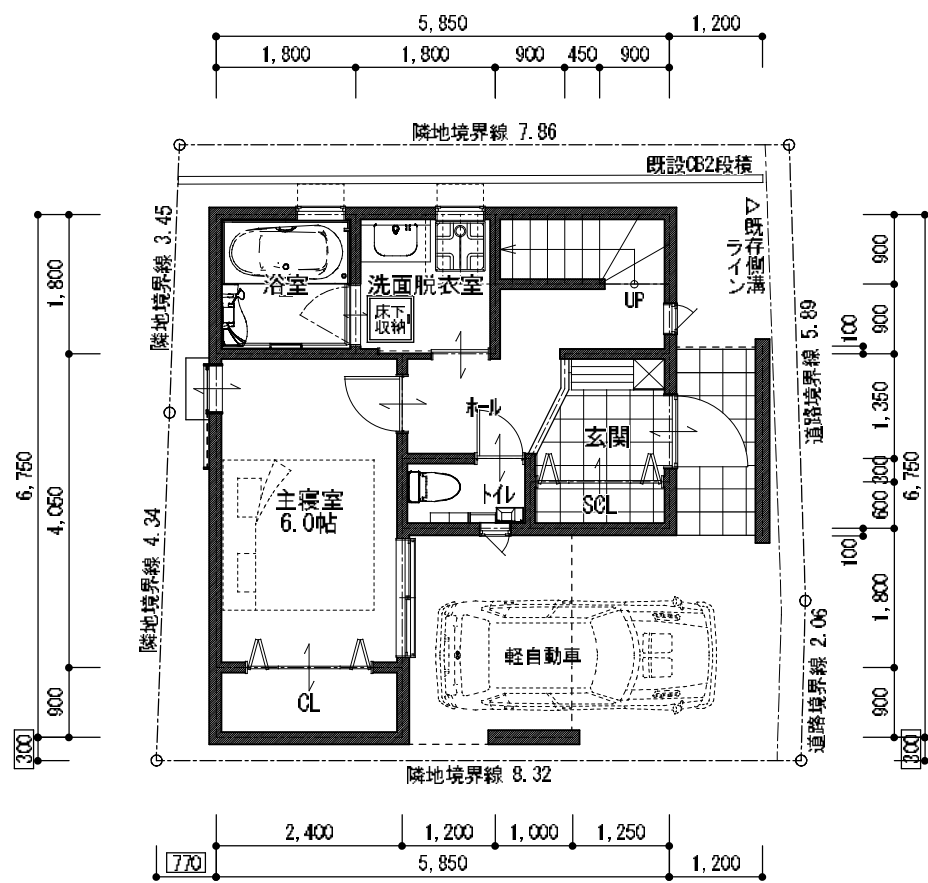 5,850
1,200
1,800
1,800
900
450
900
隣地境界線 7.86
既設CB2段積
隣地境界線 3.45
▽既存側溝
ライン
浴室
洗面脱衣室
床下
収納
UP
道路境界線 5.89
ホール
玄関
主寝室
6.0帖
トイレ
SCL
隣地境界線 4.34
軽自動車
CL
道路境界線 2.06
隣地境界線 8.32
1,800
4,050
900
6,750
300
900
900
100
1,350
300
600
100
1,800
900
6,750
300
2,400
1,200
1,000
1,250
770
5,850
1,200